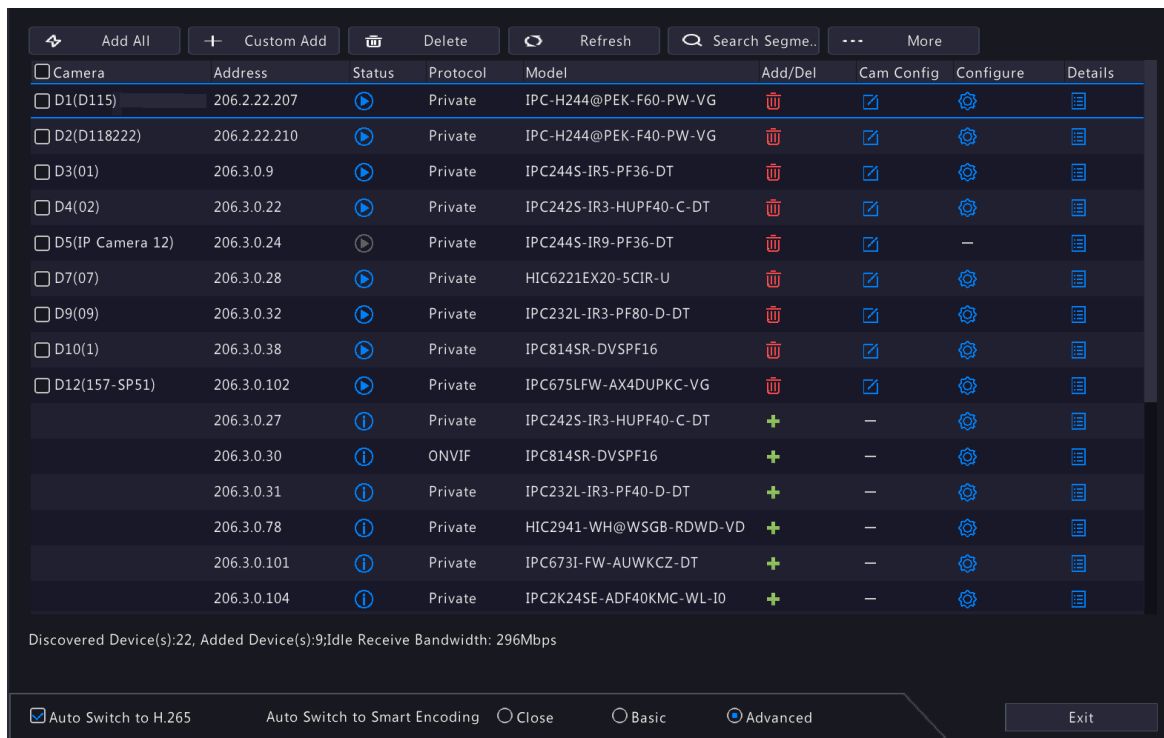 Add All Custom Add Delete Refresh Search Segme.. More
Camera Address Status Protocol Model Add/Del Cam Config Configure Details
D1(D115) 206.2.22.207 Private IPC-H244@PEK-F60-PW-VG
D2(D118222) 206.2.22.210 Private IPC-H244@PEK-F40-PW-VG
D3(01) 206.3.0.9 Private IPC244S-IR5-PF36-DT
D4(02) 206.3.0.22 Private IPC242S-IR3-HUPF40-C-DT
D5(IP Camera 12) 206.3.0.24 Private IPC244S-IR9-PF36-DT –
D7(07) 206.3.0.28 Private HIC6221EX20-5CIR-U
D9(09) 206.3.0.32 Private IPC232L-IR3-PF80-D-DT
D10(1) 206.3.0.38 Private IPC814SR-DVSPF16
D12(157-SP51) 206.3.0.102 Private IPC675LFW-AX4DUPKC-VG
206.3.0.27 Private IPC242S-IR3-HUPF40-C-DT –
206.3.0.30 ONVIF IPC814SR-DVSPF16 –
206.3.0.31 Private IPC232L-IR3-PF40-D-DT –
206.3.0.78 Private HIC2941-WH@WSGB-RDWD-VD –
206.3.0.101 Private IPC673I-FW-AUWKCZ-DT –
206.3.0.104 Private IPC2K24SE-ADF40KMC-WL-I0 –
Discovered Device(s):22, Added Device(s):9;Idle Receive Bandwidth: 296Mbps
Auto Switch to H.265 Auto Switch to Smart Encoding Close Basic Advanced Exit